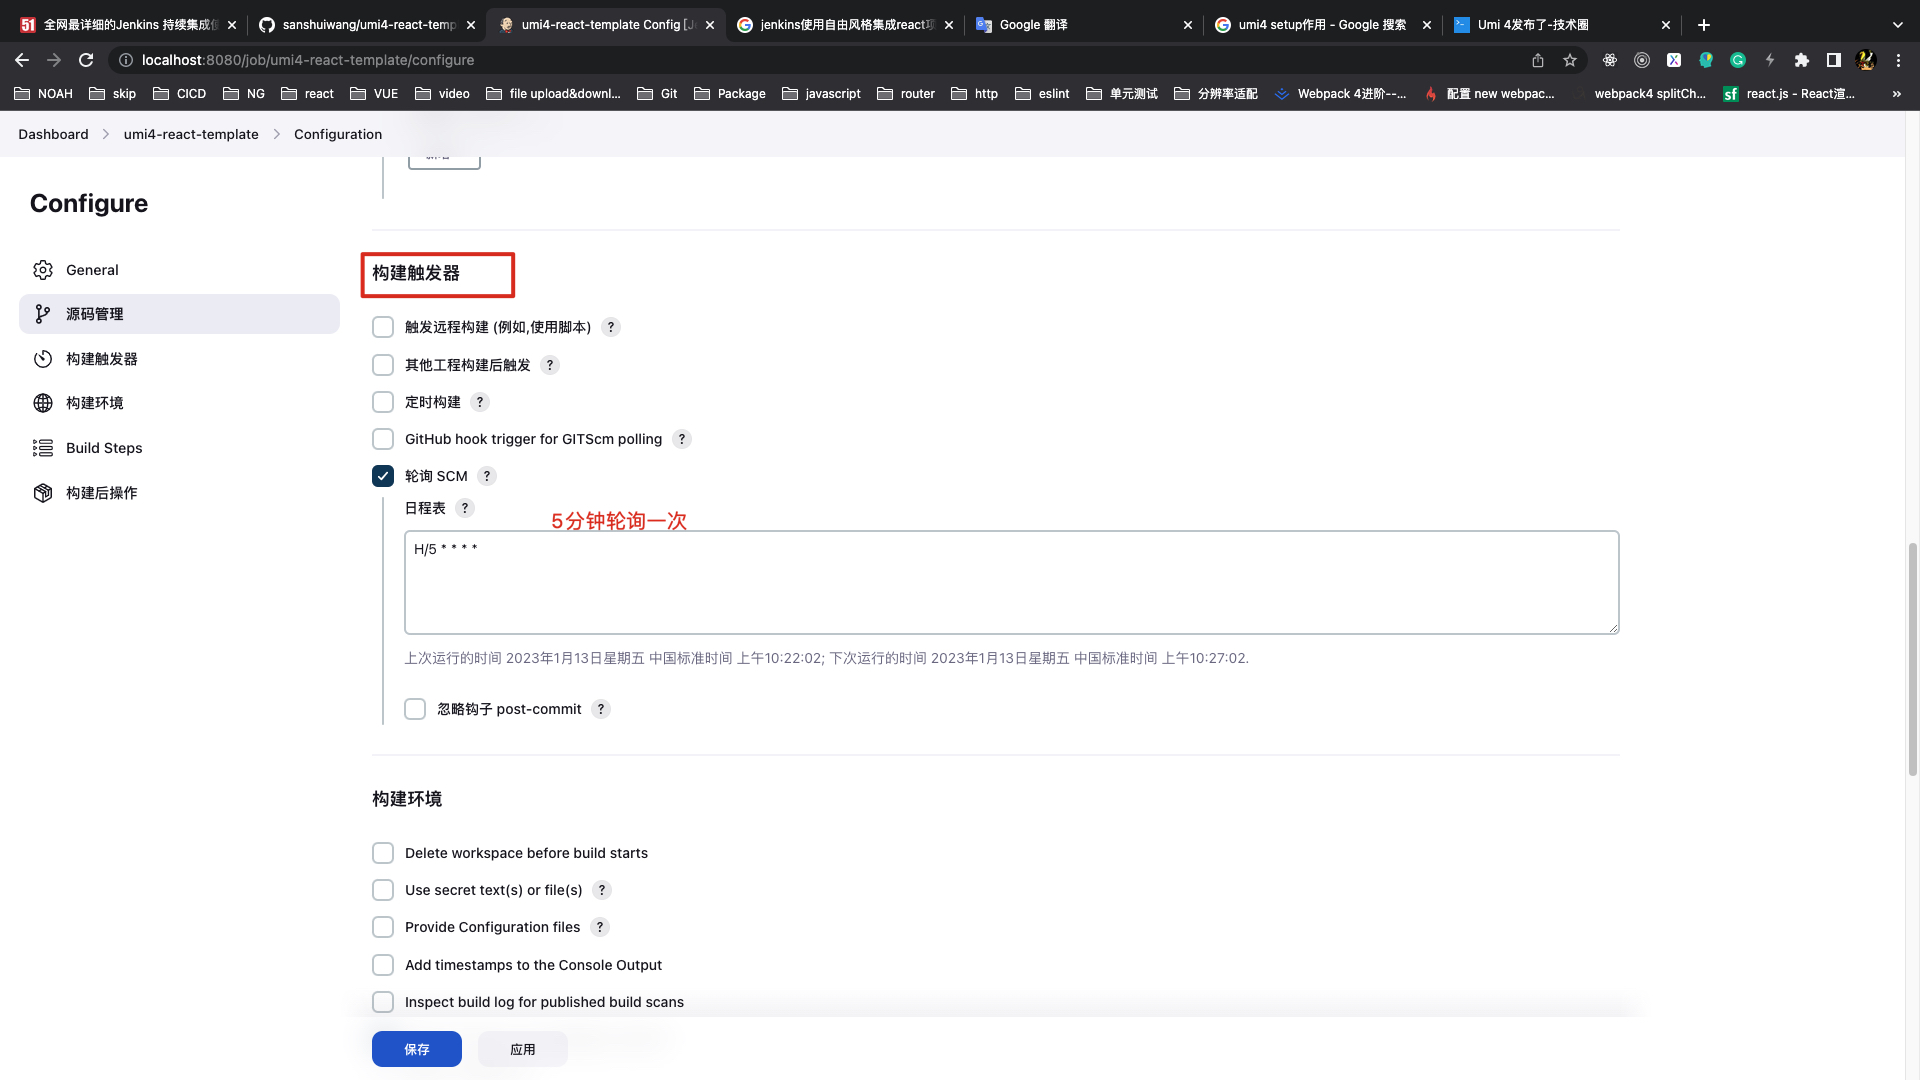 全网最详细的Jenkins 持续集成使
sanshuiwang/umi4-react-temp
umi4-react-template Config [Je
jenkins使用自由风格集成react项
Google 翻译
umi4 setup作用 - Google 搜索
Umi 4发布了-技术圈
localhost:8080/job/umi4-react-template/configure
NOAH
skip
CICD
NG
react
VUE
video
file upload&downl...
Git
Package
javascript
router
http
eslint
单元测试
分辨率适配
Webpack 4进阶--...
配置 new webpac...
webpack4 splitCh...
react.js - React渲...
Dashboard
umi4-react-template
Configuration
Configure
General
源码管理
构建触发器
构建环境
Build Steps
构建后操作
构建触发器
触发远程构建 (例如,使用脚本) ?
其他工程构建后触发 ?
定时构建 ?
GitHub hook trigger for GITScm polling ?
轮询 SCM ?
日程表 ?
5分钟轮询一次
H/5 * * * *
上次运行的时间 2023年1月13日星期五 中国标准时间 上午10:22:02; 下次运行的时间 2023年1月13日星期五 中国标准时间 上午10:27:02.
忽略钩子 post-commit ?
构建环境
Delete workspace before build starts
Use secret text(s) or file(s) ?
Provide Configuration files ?
Add timestamps to the Console Output
Inspect build log for published build scans
保存
应用